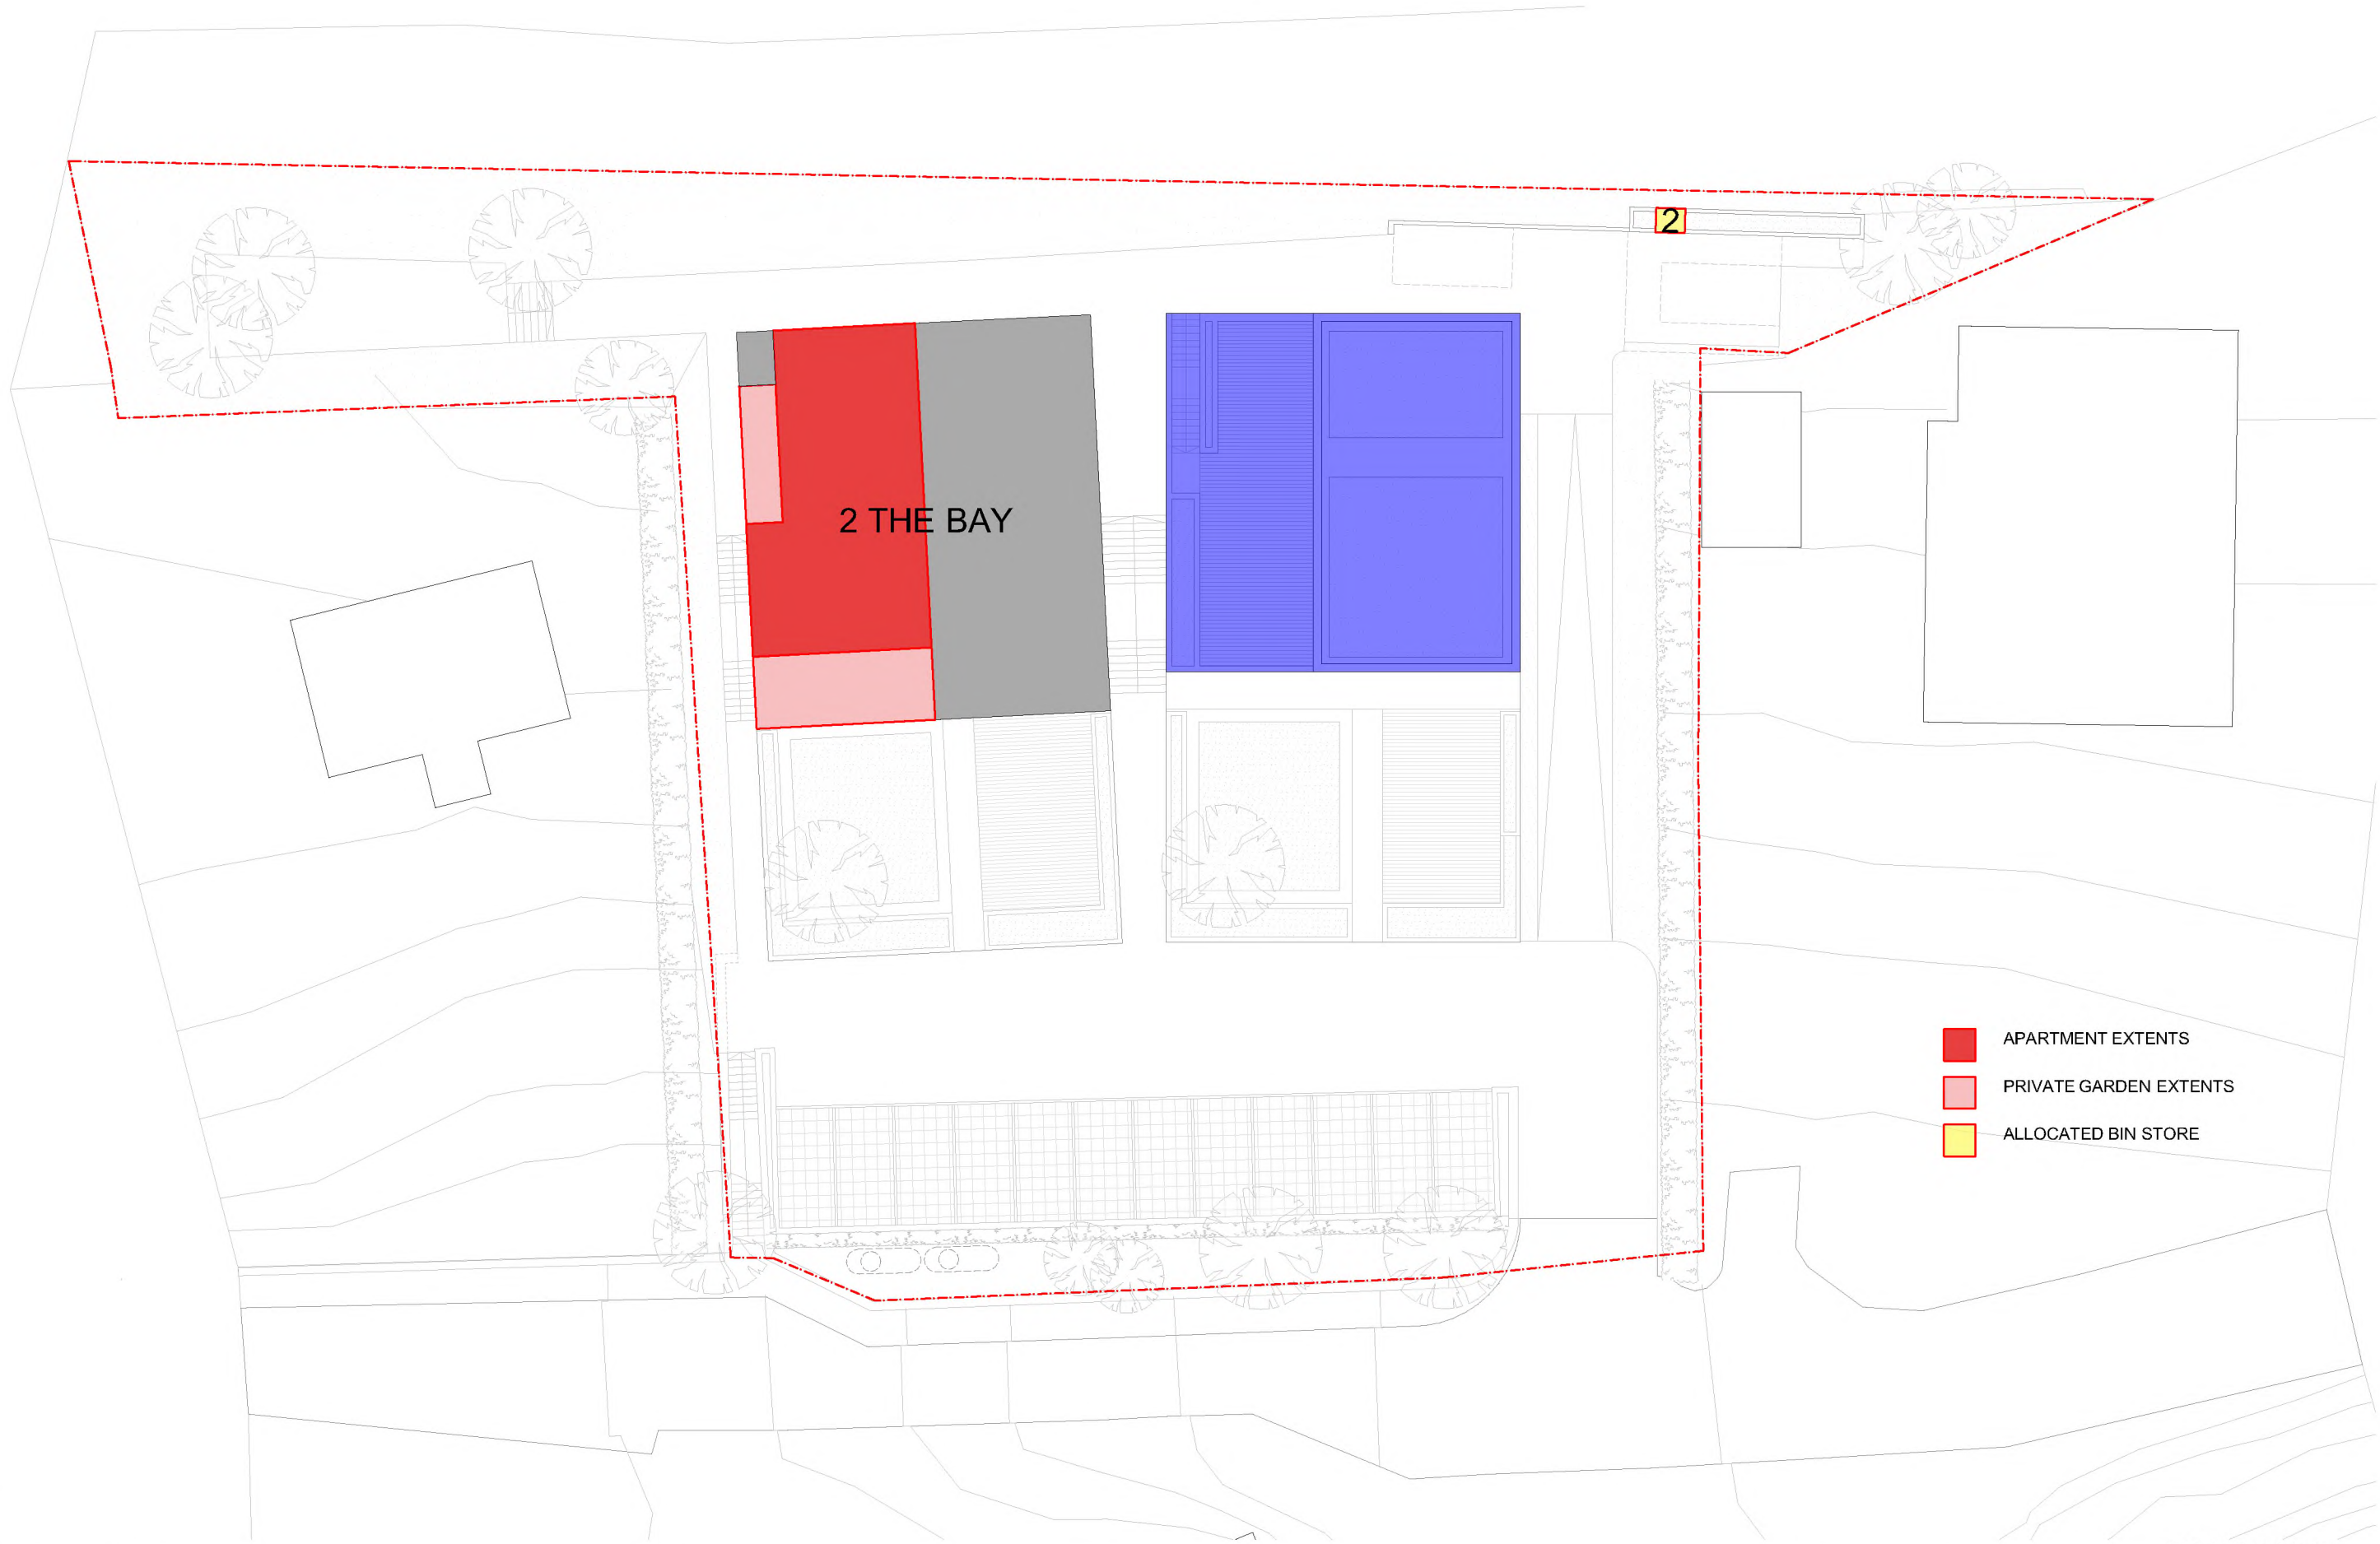 2
2 THE BAY
APARTMENT EXTENTS
PRIVATE GARDEN EXTENTS
ALLOCATED BIN STORE